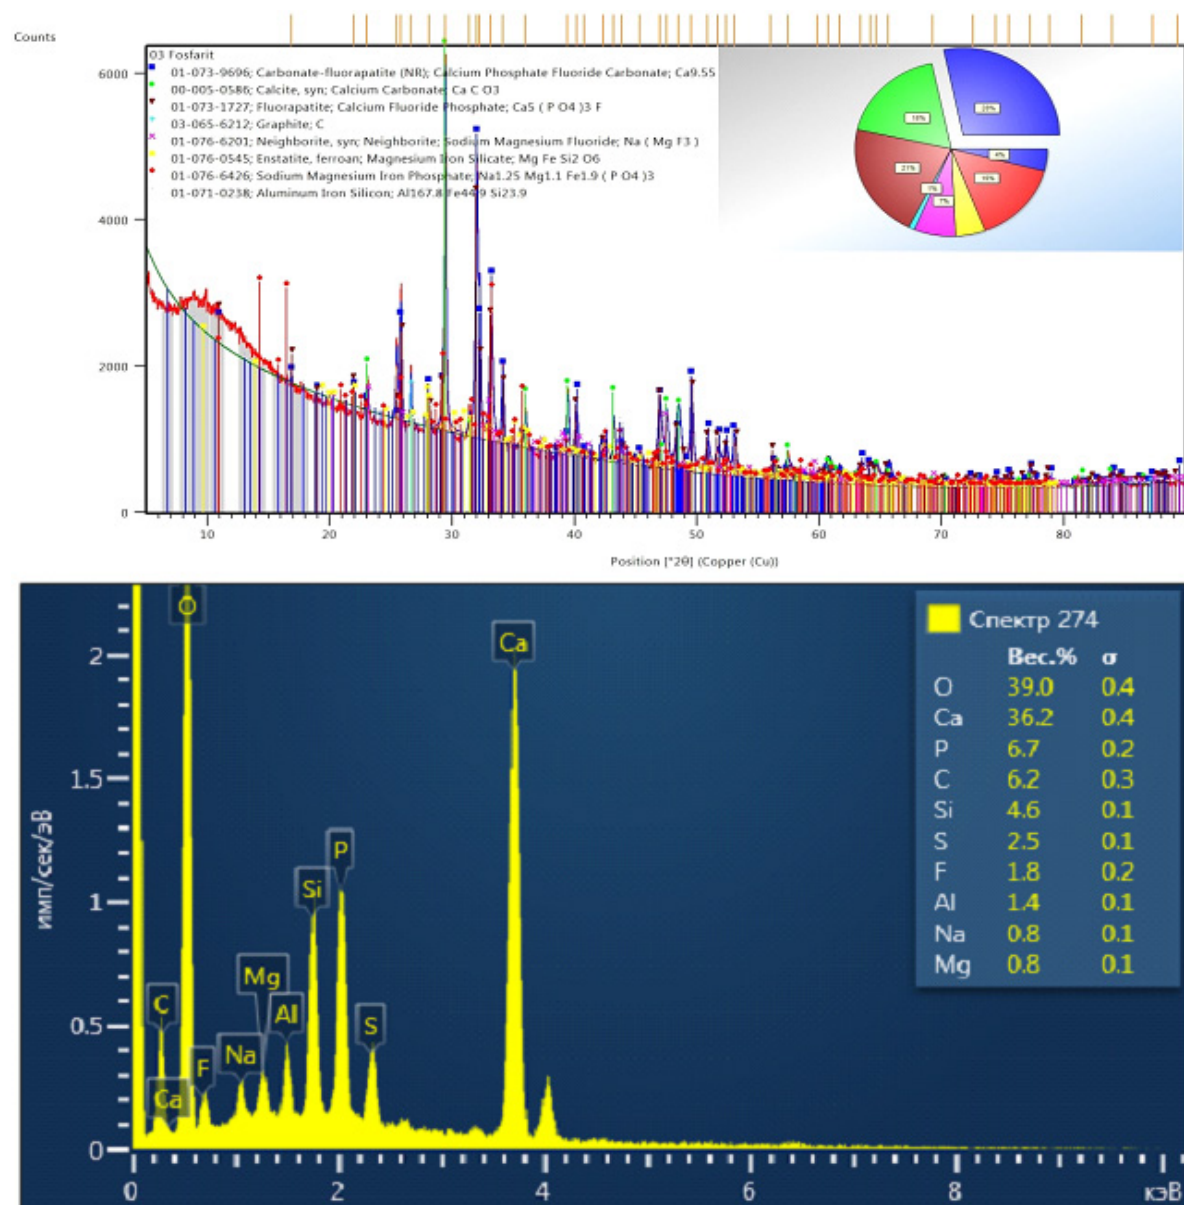 Counts
03 Fosfarit
01-073-9696; Carbonate-fluorapatite (NR); Calcium Phosphate Fluoride Carbonate; Ca9.55
00-005-0586; Calcite, syn; Calcium Carbonate; Ca C O3
01-073-1727; Fluorapatite; Calcium Fluoride Phosphate; Ca5 ( P O4 )3 F
03-065-6212; Graphite; C
01-076-6201; Neighborite, syn; Neighborite; Sodium Magnesium Fluoride; Na ( Mg F3 )
01-076-0545; Enstatite, ferroan; Magnesium Iron Silicate; Mg Fe Si2 O6
01-076-6426; Sodium Magnesium Iron Phosphate; Na1.25 Mg1.1 Fe1.9 ( P O4 )3
01-071-0238; Aluminum Iron Silicon; Al167.8 Fe44.9 Si23.9
4%
21%
1%
7%
6000
4000
2000
0
10 20 30 40 50 60 70 80
Position [°2θ] (Copper (Cu))
Спектр 274
Вес.% σ
O 39.0 0.4
Ca 36.2 0.4
P 6.7 0.2
C 6.2 0.3
Si 4.6 0.1
S 2.5 0.1
F 1.8 0.2
Al 1.4 0.1
Na 0.8 0.1
Mg 0.8 0.1
O
Ca
P
Si
Mg
C
Al
S
Na
F
Ca
имп/сек/эВ
2
1.5
1
0.5
0
0 2 4 6 8 кэВ